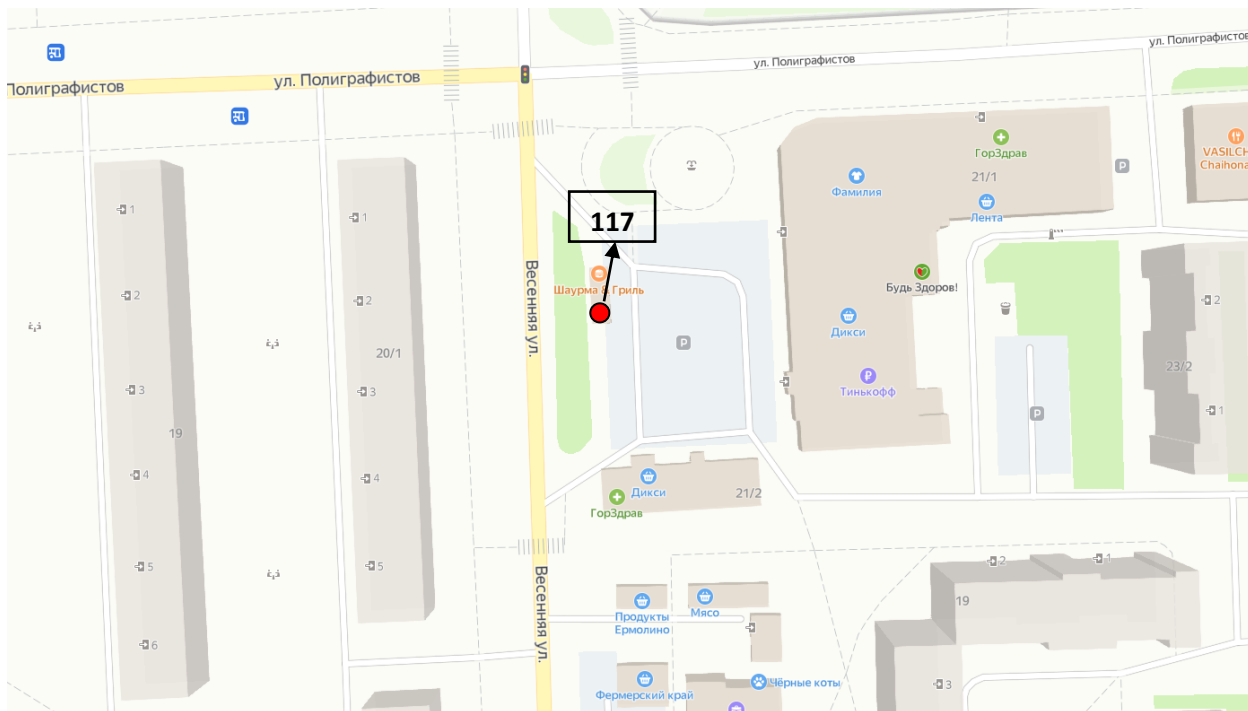 ул. Полиграфистов
ул. Полиграфистов
ул. Полиграфистов
Полиграфистов
ГорЗдрав
21/1
VASILCH
Chaihona
P
Фамилия
Лента
1
1
117
Весенняя ул.
Шаурма & Гриль
Будь Здоров!
2
2
2
Дикси
P
20/1
23/2
3
3
Тинькофф
P
1
19
4
4
Дикси
21/2
ГорЗдрав
5
5
2
1
Весенняя ул.
19
Продукты
Ермолино
Мясо
6
Фермерский край
Чёрные коты
3